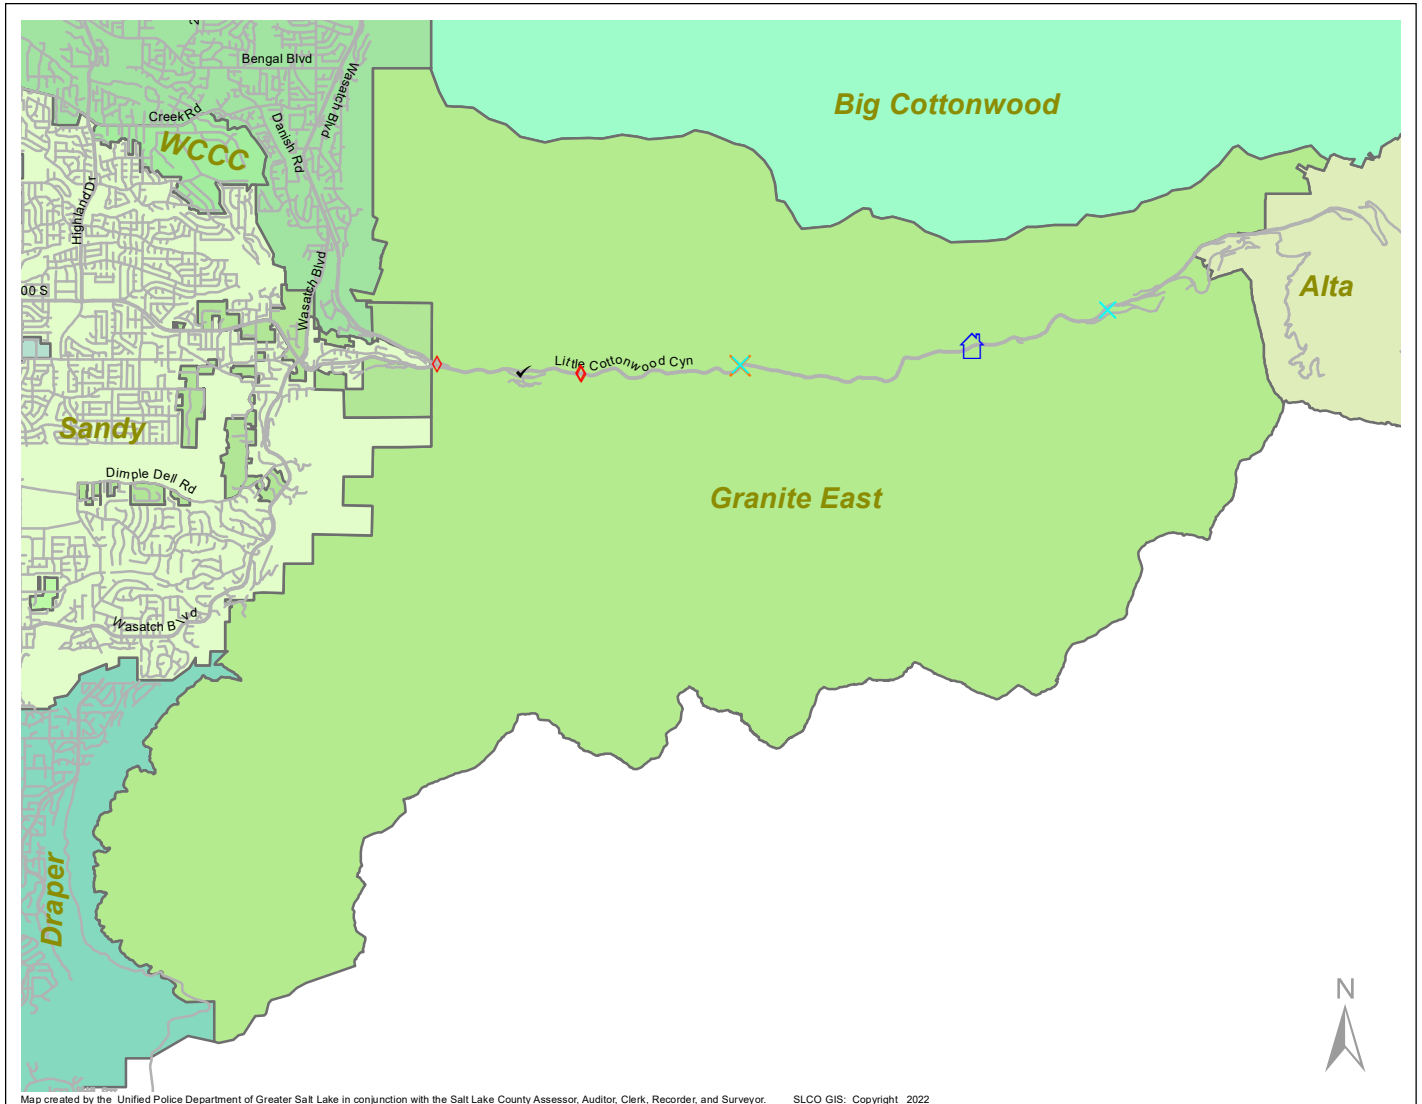 Bengal Blvd
Wasatch Blvd
Big Cottonwood
Creek Rd
Danish Rd
WCCC
Highland Dr
Wasatch Blvd
00 S
Alta
Little Cottonwood Cyn
Sandy
Dimple Dell Rd
Granite East
Wasatch Blvd
Draper
N
Map created by the Unified Police Department of Greater Salt Lake in conjunction with the Salt Lake County Assessor, Auditor, Clerk, Recorder, and Surveyor. SLCO GIS: Copyright 2022